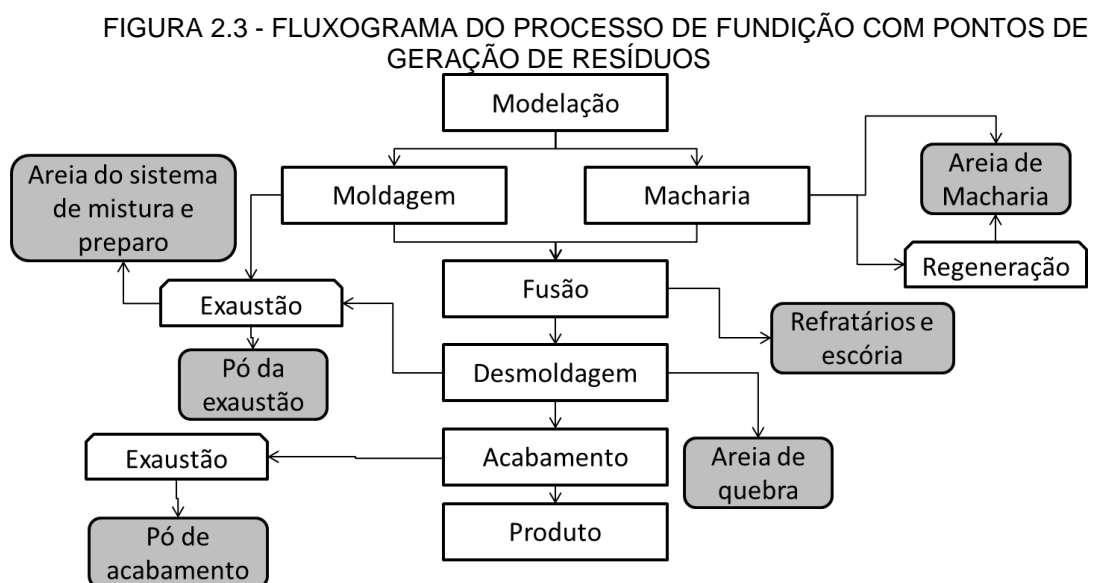 FIGURA 2.3 - FLUXOGRAMA DO PROCESSO DE FUNDIÇÃO COM PONTOS DE
GERAÇÃO DE RESÍDUOS
Modelação
Areia do sistema
de mistura e
preparo
Moldagem
Macharia
Areia de
Macharia
Regeneração
Exaustão
Fusão
Refratários e
escória
Pó da
exaustão
Desmoldagem
Exaustão
Acabamento
Areia de
quebra
Pó de
acabamento
Produto